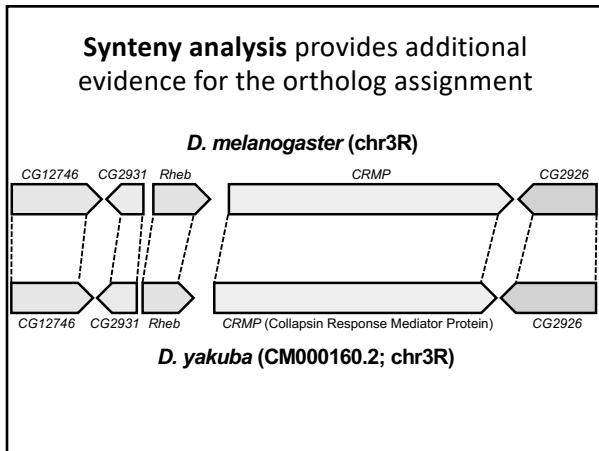 Synteny analysis provides additional
evidence for the ortholog assignment
D. melanogaster (chr3R)
CG12746 CG2931 Rheb CRMP CG2926
CG12746 CG2931 Rheb CRMP (Collapsin Response Mediator Protein) CG2926
D. yakuba (CM000160.2; chr3R)